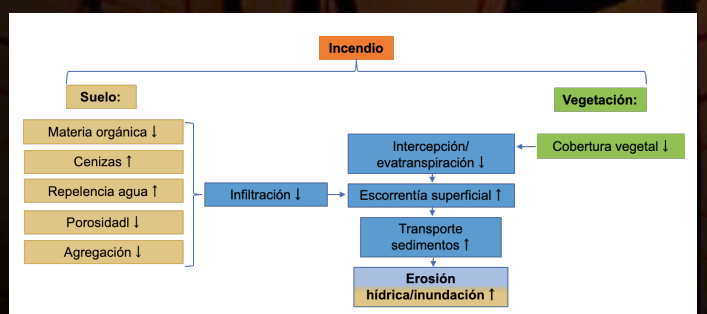 Incendio
Suelo:
Vegetación:
Materia orgánica ↓
Cenizas ↑
Repelencia agua ↑
Porosidadl ↓
Agregación ↓
Infiltración ↓
Intercepción/
evatranspiración ↓
Cobertura vegetal ↓
Escorrentía superficial ↑
Transporte
sedimentos ↑
Erosión
hídrica/inundación ↑